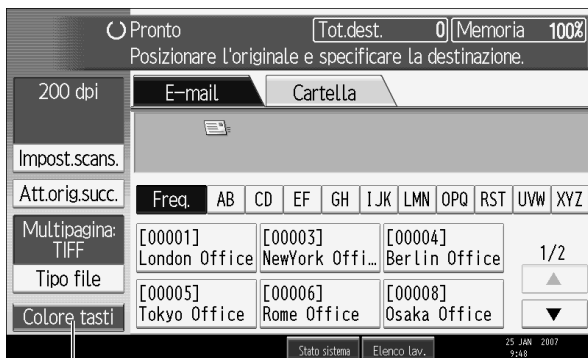 Pronto Tot.dest. 0 Memoria 100%
Posizionare l'originale e specificare la destinazione.
200 dpi
E-mail Cartella
Impost.scans.
Att.orig.succ.
Freq. AB CD EF GH IJK LMN OPQ RST UVW XYZ
Multipagina:
TIFF
[00001] [00003] [00004]
London Office NewYork Offi... Berlin Office
1/2
Tipo file
[00005] [00006] [00008]
Tokyo Office Rome Office Osaka Office
Colore tasti
Stato sistema Elenco lav. 25 JAN 2007
9:48